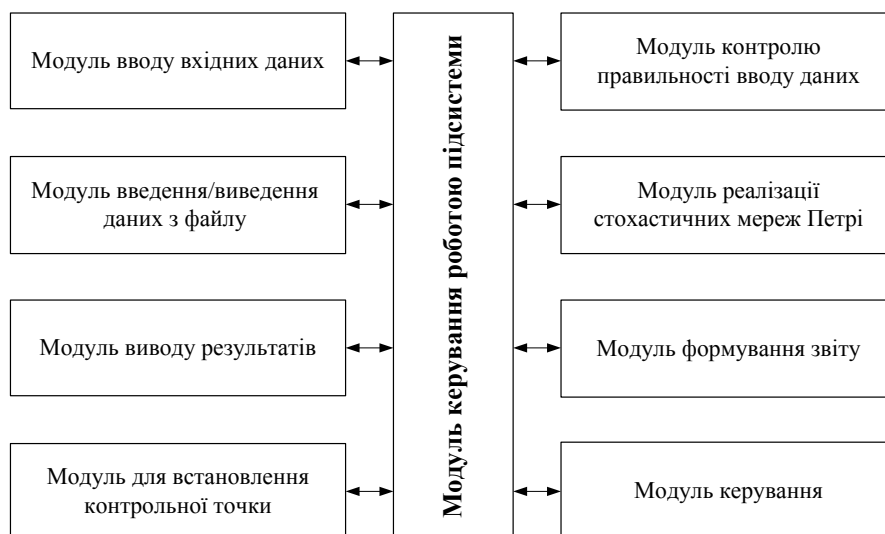 Модуль вводу вхідних даних
Модуль введення/виведення
даних з файлу
Модуль виводу результатів
Модуль для встановлення
контрольної точки
Модуль керування роботою підсистеми
Модуль контролю
правильності вводу даних
Модуль реалізації
стохастичних мереж Петрі
Модуль формування звіту
Модуль керування